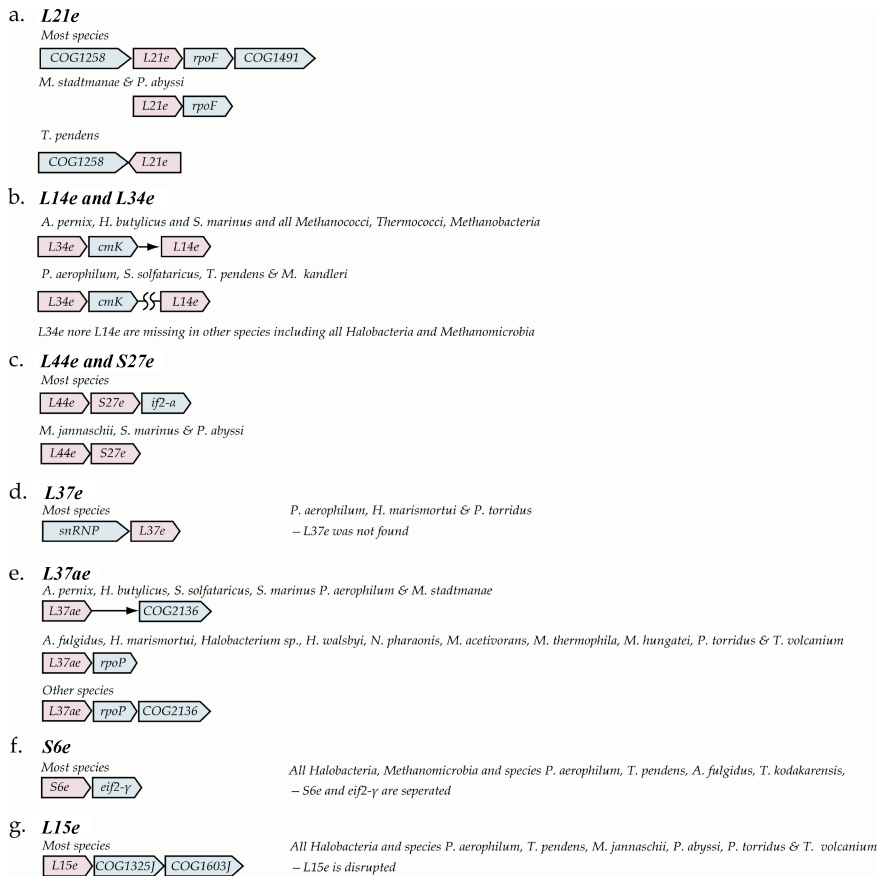 a. L21e
Most species
COG1258 L21e rpoF COG1491
M. stadtmanae & P. abyssi
L21e rpoF
T. pendens
COG1258 L21e
b. L14e and L34e
A. pernix, H. butylicus and S. marinus and all Methanococi, Thermococi, Methanobacteria
L34e cmK L14e
P. aerophilum, S. solfataricus, T. pendens & M. kandleri
L34e cmK L14e
L34e nore L14e are missing in other species including all Halobacteria and Methanomicrobia
c. L44e and S27e
Most species
L44e S27e if2-a
M. jannaschii, S. marinus & P. abyssi
L44e S27e
d. L37e
Most species
snRNP L37e
P. aerophilum, H. marismortui & P. torridus
– L37e was not found
e. L37ae
A. pernix, H. butylicus, S. solfataricus, S. marinus P. aerophilum & M. stadtmanae
L37ae COG2136
A. fulgidus, H. marismortui, Halobacterium sp., H. walsbyi, N. pharaonis, M. acetivorans, M. thermophila, M. hungatei, P. torridus & T. volcanium
L37ae rpoP
Other species
L37ae rpoP COG2136
f. S6e
Most species
S6e eif2-γ
All Halobacteria, Methanomicrobia and species P. aerophilum, T. pendens, A. fulgidus, T. kodakarensis,
– S6e and eif2-γ are seperated
g. L15e
Most species
L15e COG1325J COG1603J
All Halobacteria and species P. aerophilum, T. pendens, M. jannaschii, P. abyssi, P. torridus & T. volcanium
– L15e is disrupted